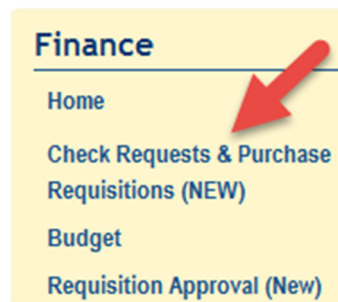 Finance
Home
Check Requests & Purchase
Requisitions (NEW)
Budget
Requisition Approval (New)